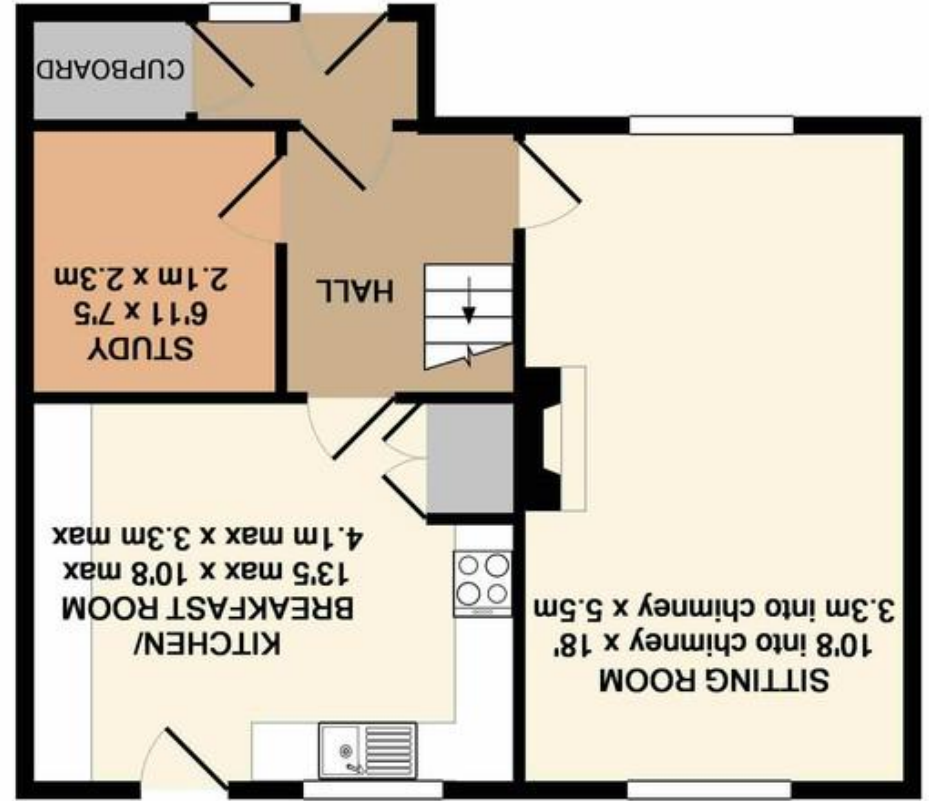 SITTING ROOM
10'8 into chimney x 18'
3.3m into chimney x 5.5m
KITCHEN/
BREAKFAST ROOM
13'5 max x 10'8 max
4.1m max x 3.3m max
STUDY
6'11 x 7'5
2.1m x 2.3m
HALL
CUPBOARD